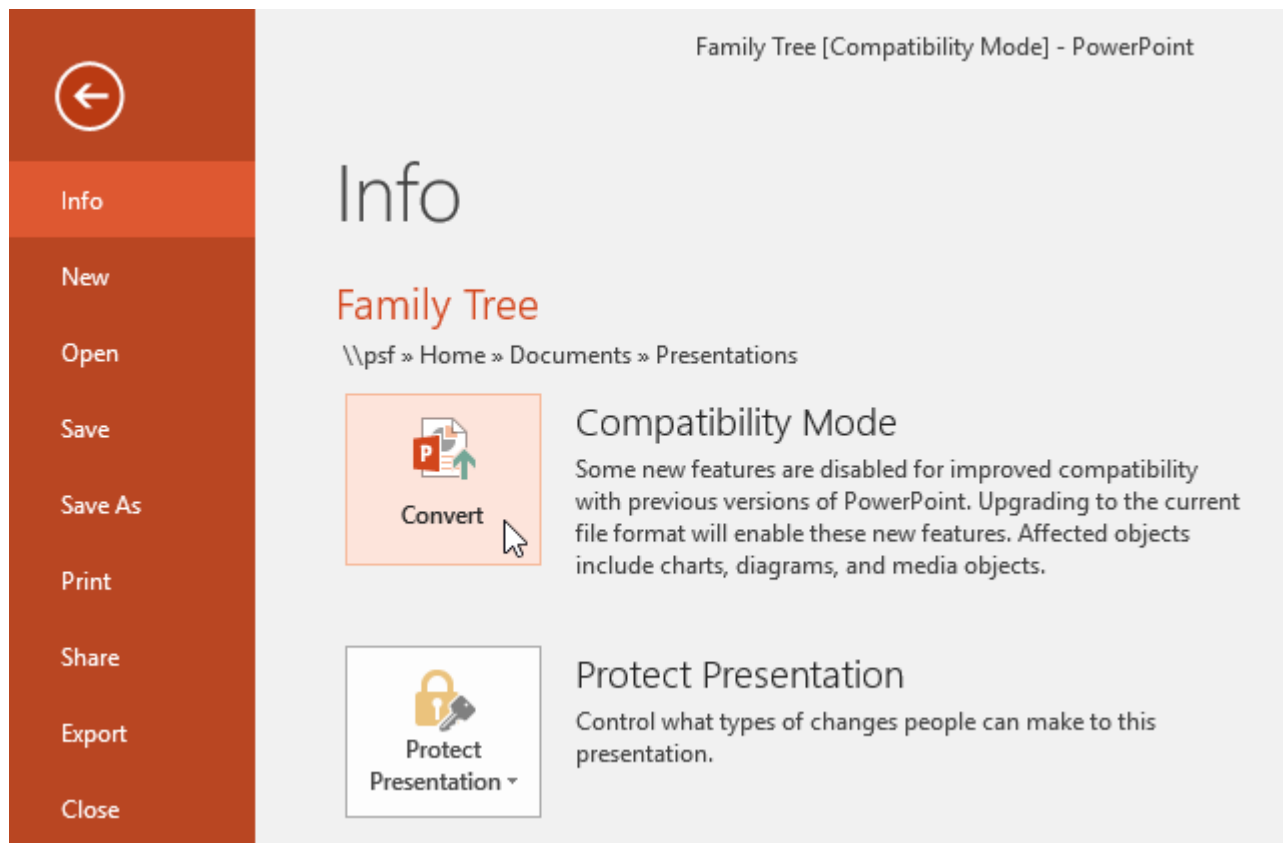 Family Tree [Compatibility Mode] - PowerPoint
Info
New
Open
Save
Save As
Print
Share
Export
Close
Info
Family Tree
\\psf » Home » Documents » Presentations
P
Convert
Compatibility Mode
Some new features are disabled for improved compatibility
with previous versions of PowerPoint. Upgrading to the current
file format will enable these new features. Affected objects
include charts, diagrams, and media objects.
Protect
Presentation
Protect Presentation
Control what types of changes people can make to this
presentation.